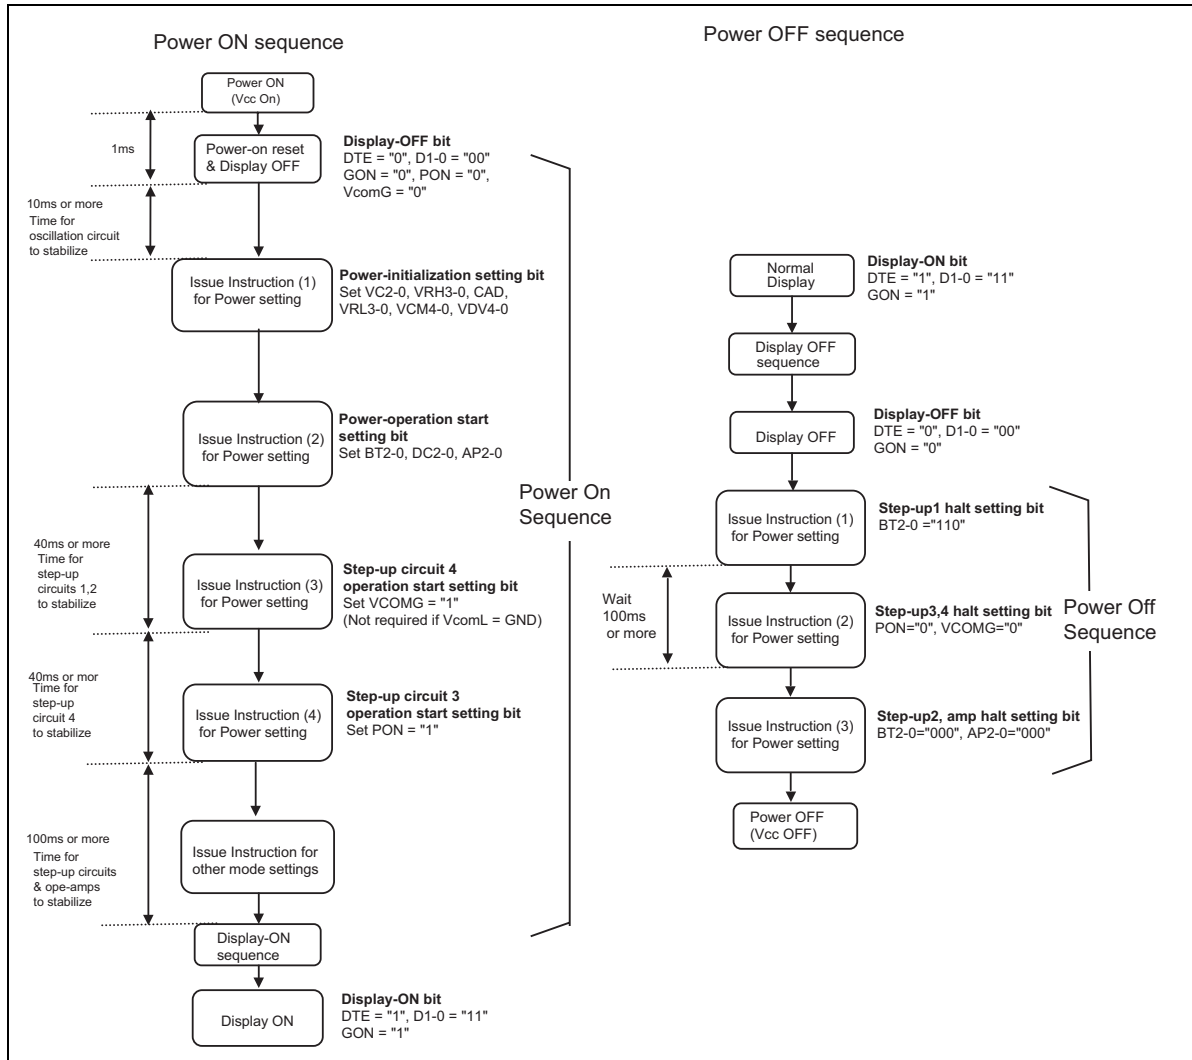 Power ON sequence
Power ON
(Vcc On)
1ms
Power-on reset
& Display OFF
Display-OFF bit
DTE = "0", D1-0 = "00"
GON = "0", PON = "0",
VcomG = "0"
10ms or more
Time for
oscillation circuit
to stabilize
Issue Instruction (1)
for Power setting
Power-initialization setting bit
Set VC2-0, VRH3-0, CAD,
VRL3-0, VCM4-0, VDV4-0
Issue Instruction (2)
for Power setting
Power-operation start
setting bit
Set BT2-0, DC2-0, AP2-0
40ms or more
Time for
step-up
circuits 1,2
to stabilize
Issue Instruction (3)
for Power setting
Step-up circuit 4
operation start setting bit
Set VCOMG = "1"
(Not required if VcomL = GND)
40ms or mor
Time for
step-up
circuit 4
to stabilize
Issue Instruction (4)
for Power setting
Step-up circuit 3
operation start setting bit
Set PON = "1"
100ms or more
Time for
step-up circuits
& ope-amps
to stabilize
Issue Instruction for
other mode settings
Display-ON
sequence
Display ON
Display-ON bit
DTE = "1", D1-0 = "11"
GON = "1"
Power On
Sequence
Power OFF sequence
Normal
Display
Display-ON bit
DTE = "1", D1-0 = "11"
GON = "1"
Display OFF
sequence
Display OFF
Display-OFF bit
DTE = "0", D1-0 = "00"
GON = "0"
Issue Instruction (1)
for Power setting
Step-up1 halt setting bit
BT2-0 ="110"
Wait
100ms
or more
Issue Instruction (2)
for Power setting
Step-up3,4 halt setting bit
PON="0", VCOMG="0"
Issue Instruction (3)
for Power setting
Step-up2, amp halt setting bit
BT2-0="000", AP2-0="000"
Power OFF
(Vcc OFF)
Power Off
Sequence